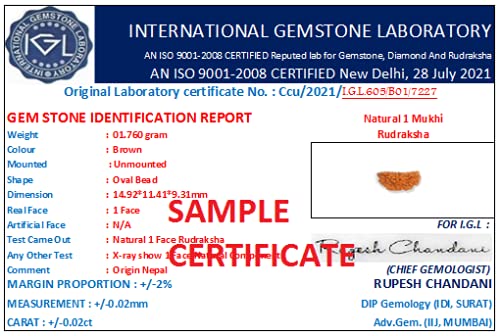 INTERNATIONAL GEMSTONE LABORATORY
IGL
INTERNATIONAL GEMSTONE LABORATORY
AN ISO 9001-2008 CERTIFIED Reputed lab for Gemstone, Diamond And Rudraksha
AN ISO 9001-2008 CERTIFIED New Delhi, 28 July 2021
Original Laboratory certificate No. : Ccu/2021/I.G.L605/B01/7227
GEM STONE IDENTIFICATION REPORT
Natural 1 Mukhi
Rudraksha
Weight : 01.760 gram
Colour : Brown
Mounted : Unmounted
Shape : Oval Bead
Dimension : 14.92*11.41*9.31mm
Real Face : 1 Face
Artificial Face : N/A
Test Came Out : Natural 1 Face Rudraksha
Any Other Test : X-ray show 1 Face Natural Component
Comment : Origin Nepal
SAMPLE
CERTIFICATE
FOR I.G.L :
Rupesh Chandani
(CHIEF GEMOLOGIST)
MARGIN PROPORTION : +/-2%
RUPESH CHANDANI
MEASUREMENT : +/-0.02mm
DIP Gemology (IDI, SURAT)
CARAT : +/-0.02ct
Adv.Gem. (IIJ, MUMBAI)